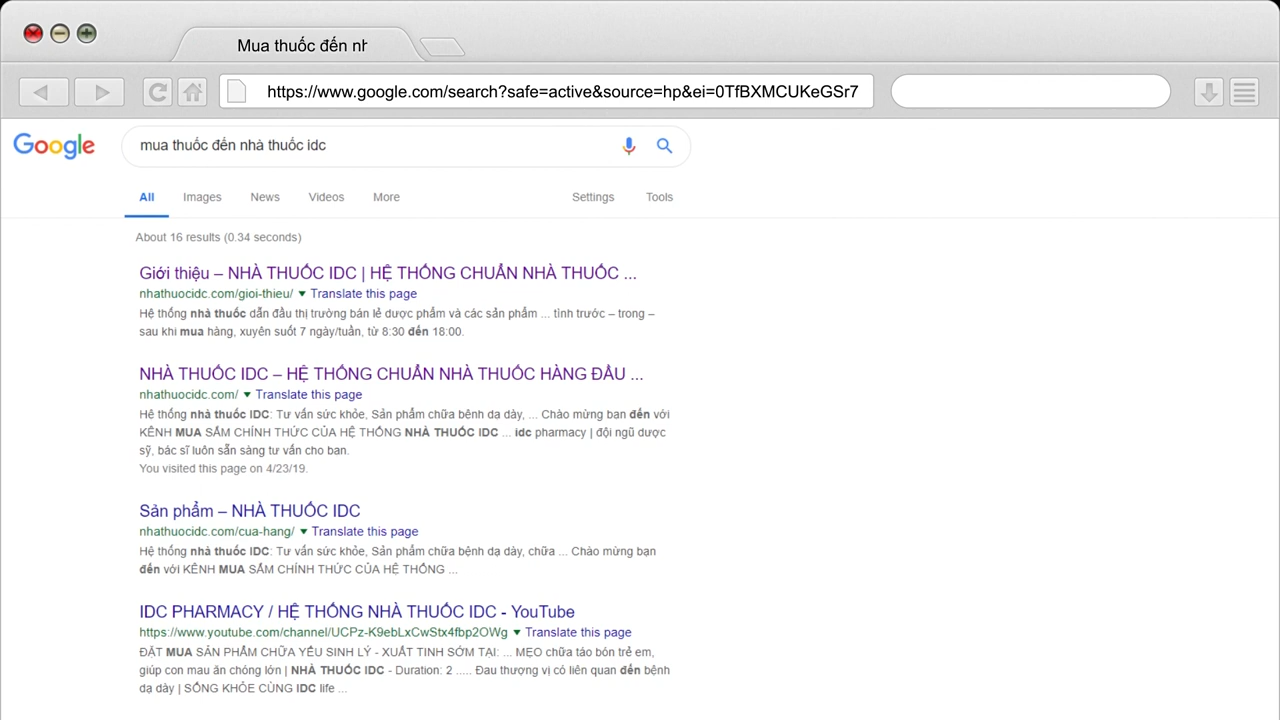 Mua thuốc đến nh
https://www.google.com/search?safe=active&source=hp&ei=0TfBXMCUKeGSr7
Google
mua thuốc đến nhà thuốc idc
All Images News Videos More Settings Tools
About 16 results (0.34 seconds)
Giới thiệu – NHÀ THUỐC IDC | HỆ THỐNG CHUẨN NHÀ THUỐC ...
nhathuocidc.com/gioi-thieu/ ▼ Translate this page
Hệ thống nhà thuốc dẫn đầu thị trường bán lẻ dược phẩm và các sản phẩm ... tình trước – trong –
sau khi mua hàng, xuyên suốt 7 ngày/tuần, từ 8:30 đến 18:00.
NHÀ THUỐC IDC – HỆ THỐNG CHUẨN NHÀ THUỐC HÀNG ĐẦU ...
nhathuocidc.com/ ▼ Translate this page
Hệ thống nhà thuốc IDC: Tư vấn sức khỏe, Sản phẩm chữa bệnh dạ dày, ... Chào mừng bạn đến với
KÊNH MUA SẮM CHÍNH THỨC CỦA HỆ THỐNG NHÀ THUỐC IDC ... idc pharmacy | đội ngũ dược
sỹ, bác sĩ luôn sẵn sàng tư vấn cho bạn.
You visited this page on 4/23/19.
Sản phẩm – NHÀ THUỐC IDC
nhathuocidc.com/cua-hang/ ▼ Translate this page
Hệ thống nhà thuốc IDC: Tư vấn sức khỏe, Sản phẩm chữa bệnh dạ dày, chữa ... Chào mừng bạn
đến với KÊNH MUA SẮM CHÍNH THỨC CỦA HỆ THỐNG ...
IDC PHARMACY / HỆ THỐNG NHÀ THUỐC IDC - YouTube
https://www.youtube.com/channel/UCPz-K9ebLxCwStx4fbp2OWg ▼ Translate this page
ĐẶT MUA SẢN PHẨM CHỮA YẾU SINH LÝ - XUẤT TINH SỚM TẠI: ... MẸO chữa táo bón trẻ em,
giúp con mau ăn chóng lớn | NHÀ THUỐC IDC - Duration: 2 ..... Đau thượng vị có liên quan đến bệnh
dạ dày | SỐNG KHỎE CÙNG IDC life ...